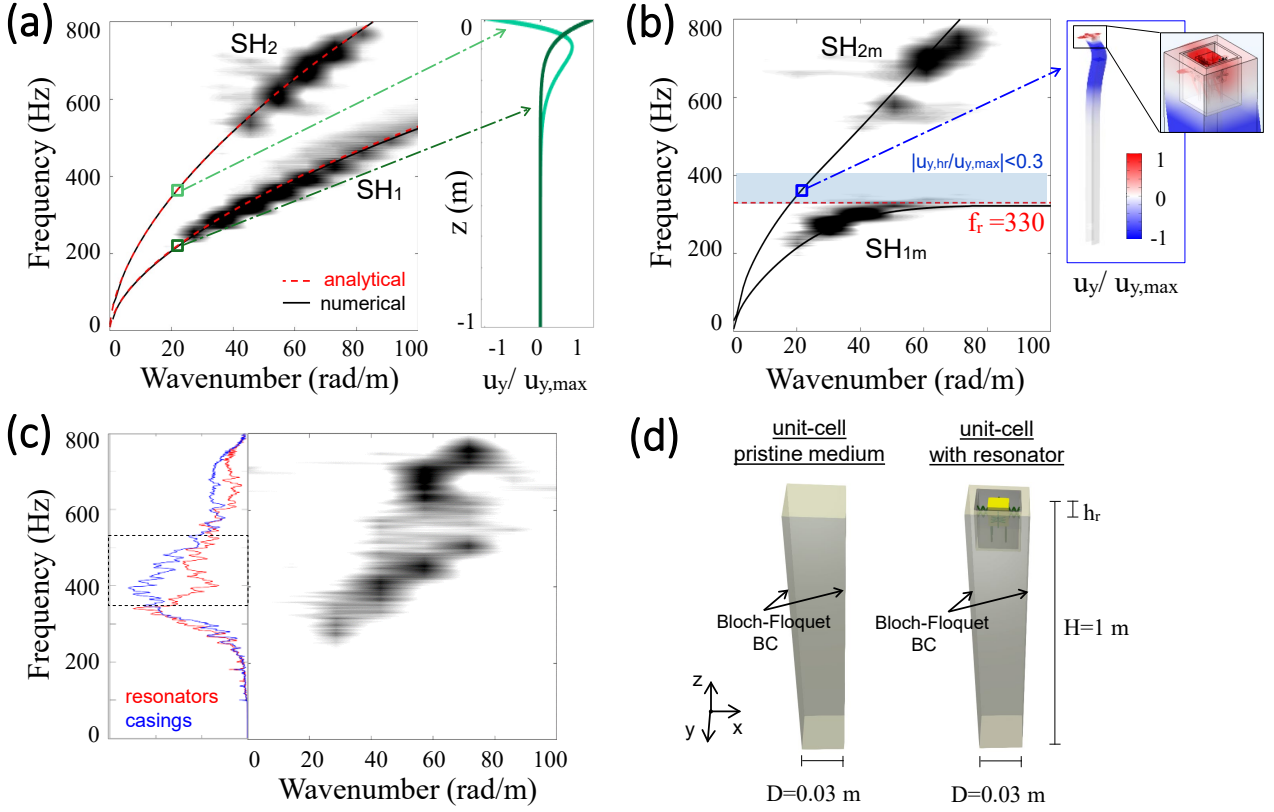 (a)
800
600
400
200
0
Frequency (Hz)
SH2
SH1
analytical
numerical
0 20 40 60 80 100
Wavenumber (rad/m)
0
z (m)
-1
-1 0 1
uy/ uy,max
(b)
800
600
400
200
0
Frequency (Hz)
SH2m
|uy,hr/uy,max|<0.3
fr =330
SH1m
0 20 40 60 80 100
Wavenumber (rad/m)
1
0
-1
uy/ uy,max
(c)
800
600
400
200
0
Frequency (Hz)
resonators
casings
0 20 40 60 80 100
Wavenumber (rad/m)
(d)
unit-cell
pristine medium
unit-cell
with resonator
hr
Bloch-Floquet
BC
Bloch-Floquet
BC
H=1 m
z
y
x
D=0.03 m
D=0.03 m